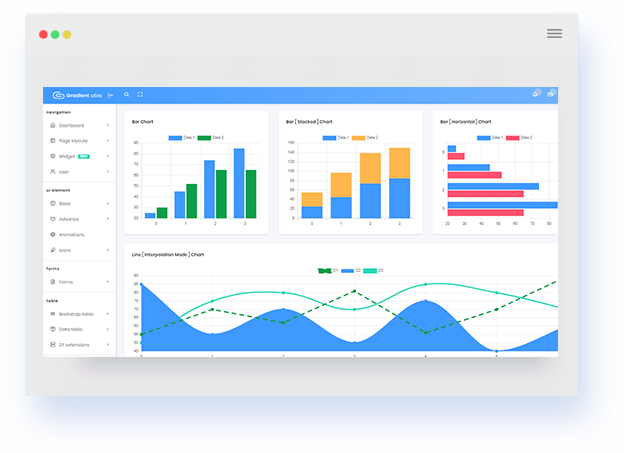 Gradient able
navigation
Dashboard
Page layouts
Widget
User
ui element
Basic
Advance
Animations
Icons
forms
Forms
table
Bootstrap table
Data table
DT extensions
Bar Chart
Data 1 Data 2
90
80
70
60
50
40
30
20
0 1 2 3
Bar [ Stacked ] Chart
Data 1 Data 2
160
140
120
100
80
60
40
20
0
0 1 2 3
Bar [ Horizontal ] Chart
Data 1 Data 2
0
1
2
3
20 30 40 50 60 70 80
Line [ Interpolation Mode ] Chart
D1 D2 D3
90
85
80
75
70
65
60
55
50
45
0 1 2 3 4